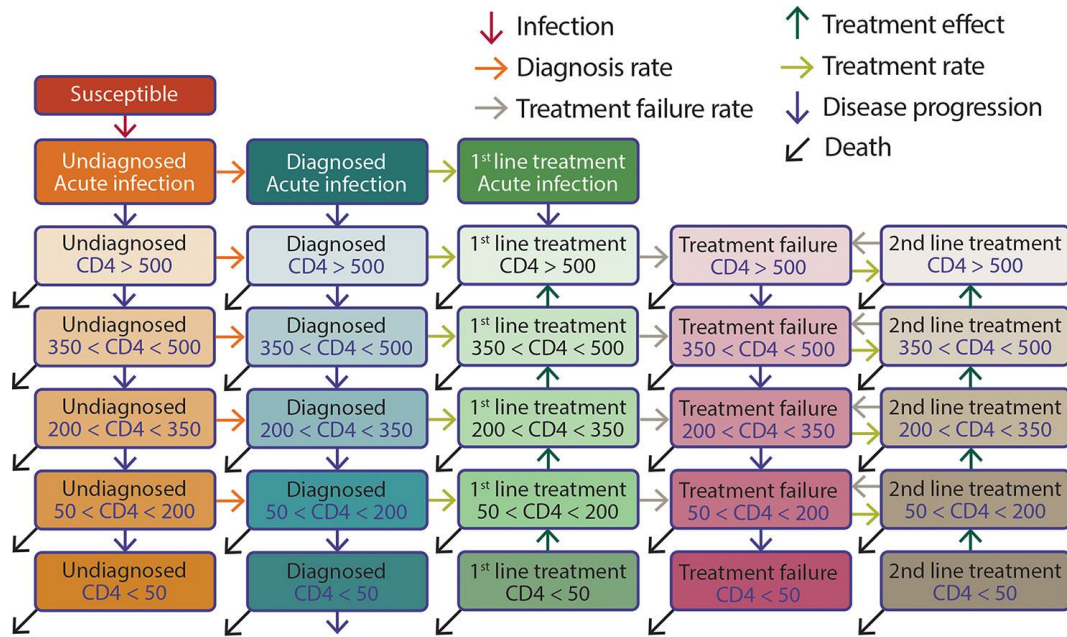 Infection
Diagnosis rate
Treatment failure rate
Treatment effect
Treatment rate
Disease progression
Death
Susceptible
Undiagnosed
Acute infection
Diagnosed
Acute infection
1st line treatment
Acute infection
Undiagnosed
CD4 > 500
Diagnosed
CD4 > 500
1st line treatment
CD4 > 500
Treatment failure
CD4 > 500
2nd line treatment
CD4 > 500
Undiagnosed
350 < CD4 < 500
Diagnosed
350 < CD4 < 500
1st line treatment
350 < CD4 < 500
Treatment failure
350 < CD4 < 500
2nd line treatment
350 < CD4 < 500
Undiagnosed
200 < CD4 < 350
Diagnosed
200 < CD4 < 350
1st line treatment
200 < CD4 < 350
Treatment failure
200 < CD4 < 350
2nd line treatment
200 < CD4 < 350
Undiagnosed
50 < CD4 < 200
Diagnosed
50 < CD4 < 200
1st line treatment
50 < CD4 < 200
Treatment failure
50 < CD4 < 200
2nd line treatment
50 < CD4 < 200
Undiagnosed
CD4 < 50
Diagnosed
CD4 < 50
1st line treatment
CD4 < 50
Treatment failure
CD4 < 50
2nd line treatment
CD4 < 50